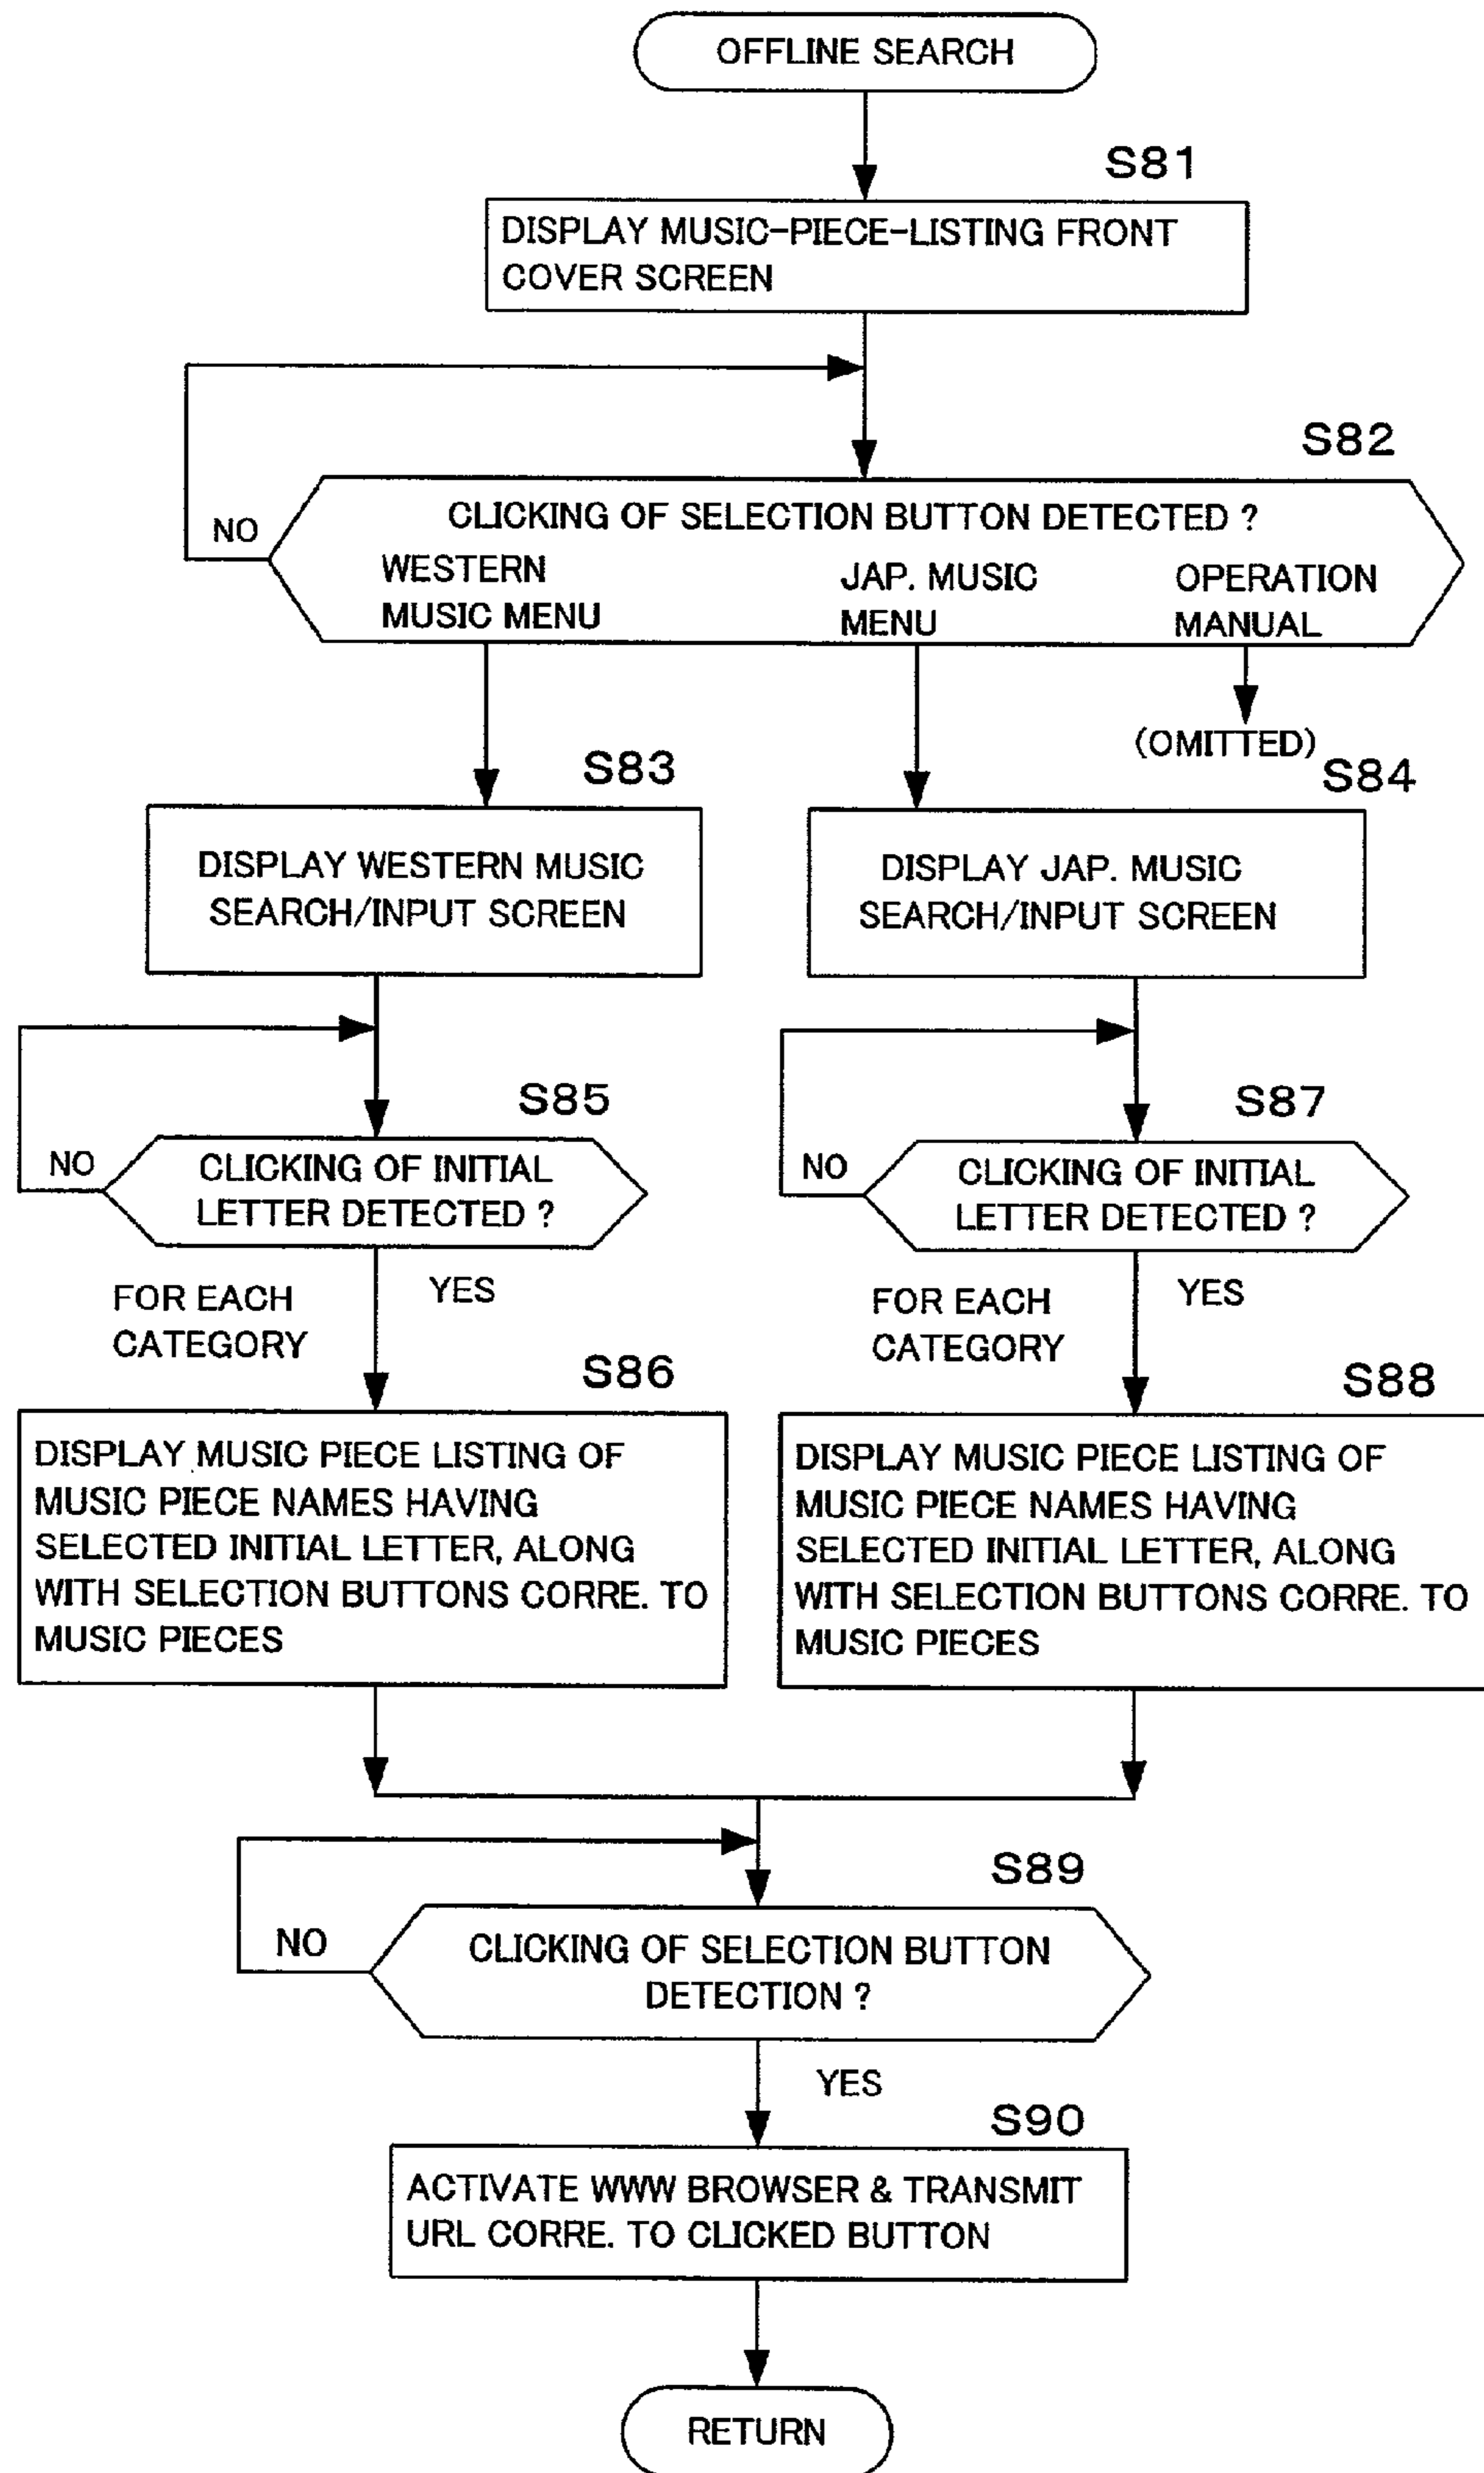 OFFLINE SEARCH
S81
DISPLAY MUSIC-PIECE-LISTING FRONT
COVER SCREEN
S82
CLICKING OF SELECTION BUTTON DETECTED ?
NO
WESTERN
MUSIC MENU
JAP. MUSIC
MENU
OPERATION
MANUAL
(OMITTED)
S83
DISPLAY WESTERN MUSIC
SEARCH/INPUT SCREEN
S84
DISPLAY JAP. MUSIC
SEARCH/INPUT SCREEN
S85
NO
CLICKING OF INITIAL
LETTER DETECTED ?
FOR EACH
CATEGORY
YES
S87
NO
CLICKING OF INITIAL
LETTER DETECTED ?
FOR EACH
CATEGORY
YES
S86
DISPLAY MUSIC PIECE LISTING OF
MUSIC PIECE NAMES HAVING
SELECTED INITIAL LETTER, ALONG
WITH SELECTION BUTTONS CORRE. TO
MUSIC PIECES
S88
DISPLAY MUSIC PIECE LISTING OF
MUSIC PIECE NAMES HAVING
SELECTED INITIAL LETTER, ALONG
WITH SELECTION BUTTONS CORRE. TO
MUSIC PIECES
S89
NO
CLICKING OF SELECTION BUTTON
DETECTION ?
YES
S90
ACTIVATE WWW BROWSER & TRANSMIT
URL CORRE. TO CLICKED BUTTON
RETURN